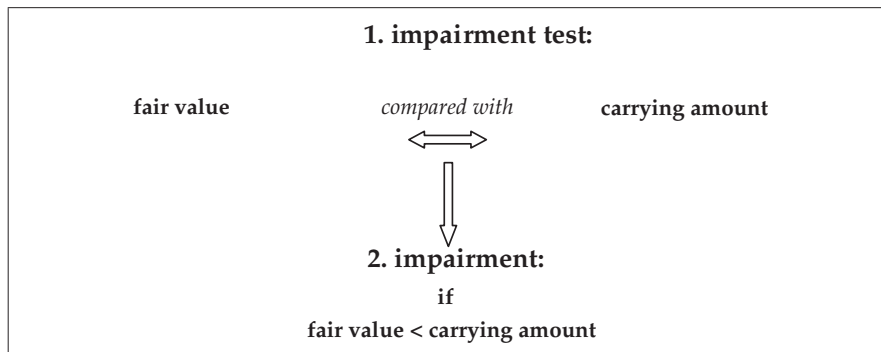 1. impairment test:
fair value compared with carrying amount
2. impairment:
if
fair value < carrying amount